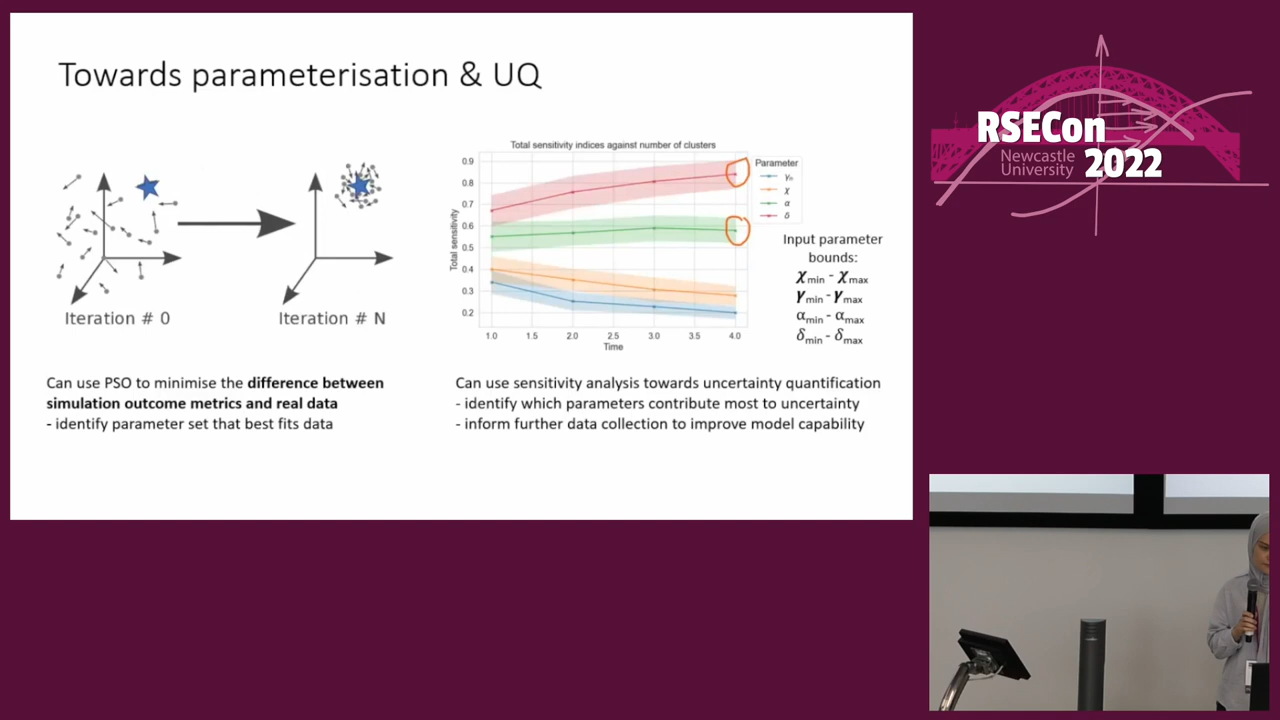 Towards parameterisation & UQ
Iteration # 0
Iteration # N
Can use PSO to minimise the difference between
simulation outcome metrics and real data
- identify parameter set that best fits data
Total sensitivity indices against number of clusters
Total sensitivity
0.9
0.8
0.7
0.6
0.5
0.4
0.3
0.2
1.0 1.5 2.0 2.5 3.0 3.5 4.0
Time
Parameter
γₙ
χ
α
δ
Input parameter
bounds:
χmin - χmax
γmin - γmax
αmin - αmax
δmin - δmax
Can use sensitivity analysis towards uncertainty quantification
- identify which parameters contribute most to uncertainty
- inform further data collection to improve model capability
RSECon
Newcastle
University
2022